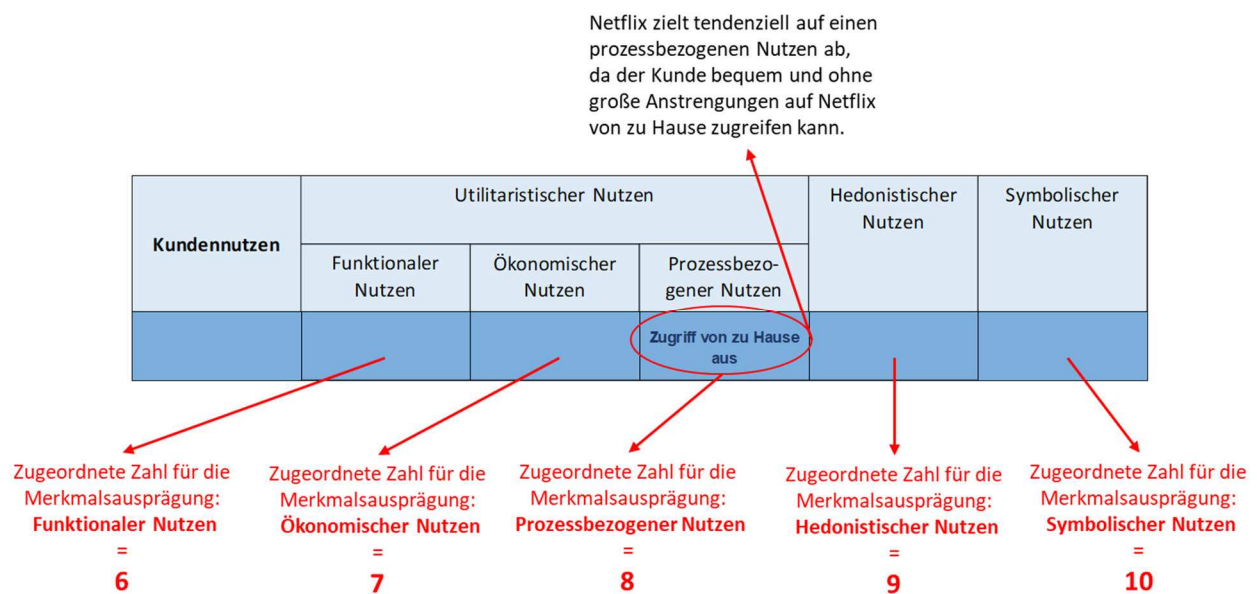 Netflix zielt tendenziell auf einen
prozessbezogenen Nutzen ab,
da der Kunde bequem und ohne
große Anstrengungen auf Netflix
von zu Hause zugreifen kann.
Kundennutzen
Utilitaristischer Nutzen
Hedonistischer
Nutzen
Symbolischer
Nutzen
Funktionaler
Nutzen
Ökonomischer
Nutzen
Prozessbezo-
gener Nutzen
Zugriff von zu Hause
aus
Zugeordnete Zahl für die
Merkmalsausprägung:
Funktionaler Nutzen
=
6
Zugeordnete Zahl für die
Merkmalsausprägung:
Ökonomischer Nutzen
=
7
Zugeordnete Zahl für die
Merkmalsausprägung:
Prozessbezogener Nutzen
=
8
Zugeordnete Zahl für die
Merkmalsausprägung:
Hedonistischer Nutzen
=
9
Zugeordnete Zahl für die
Merkmalsausprägung:
Symbolischer Nutzen
=
10